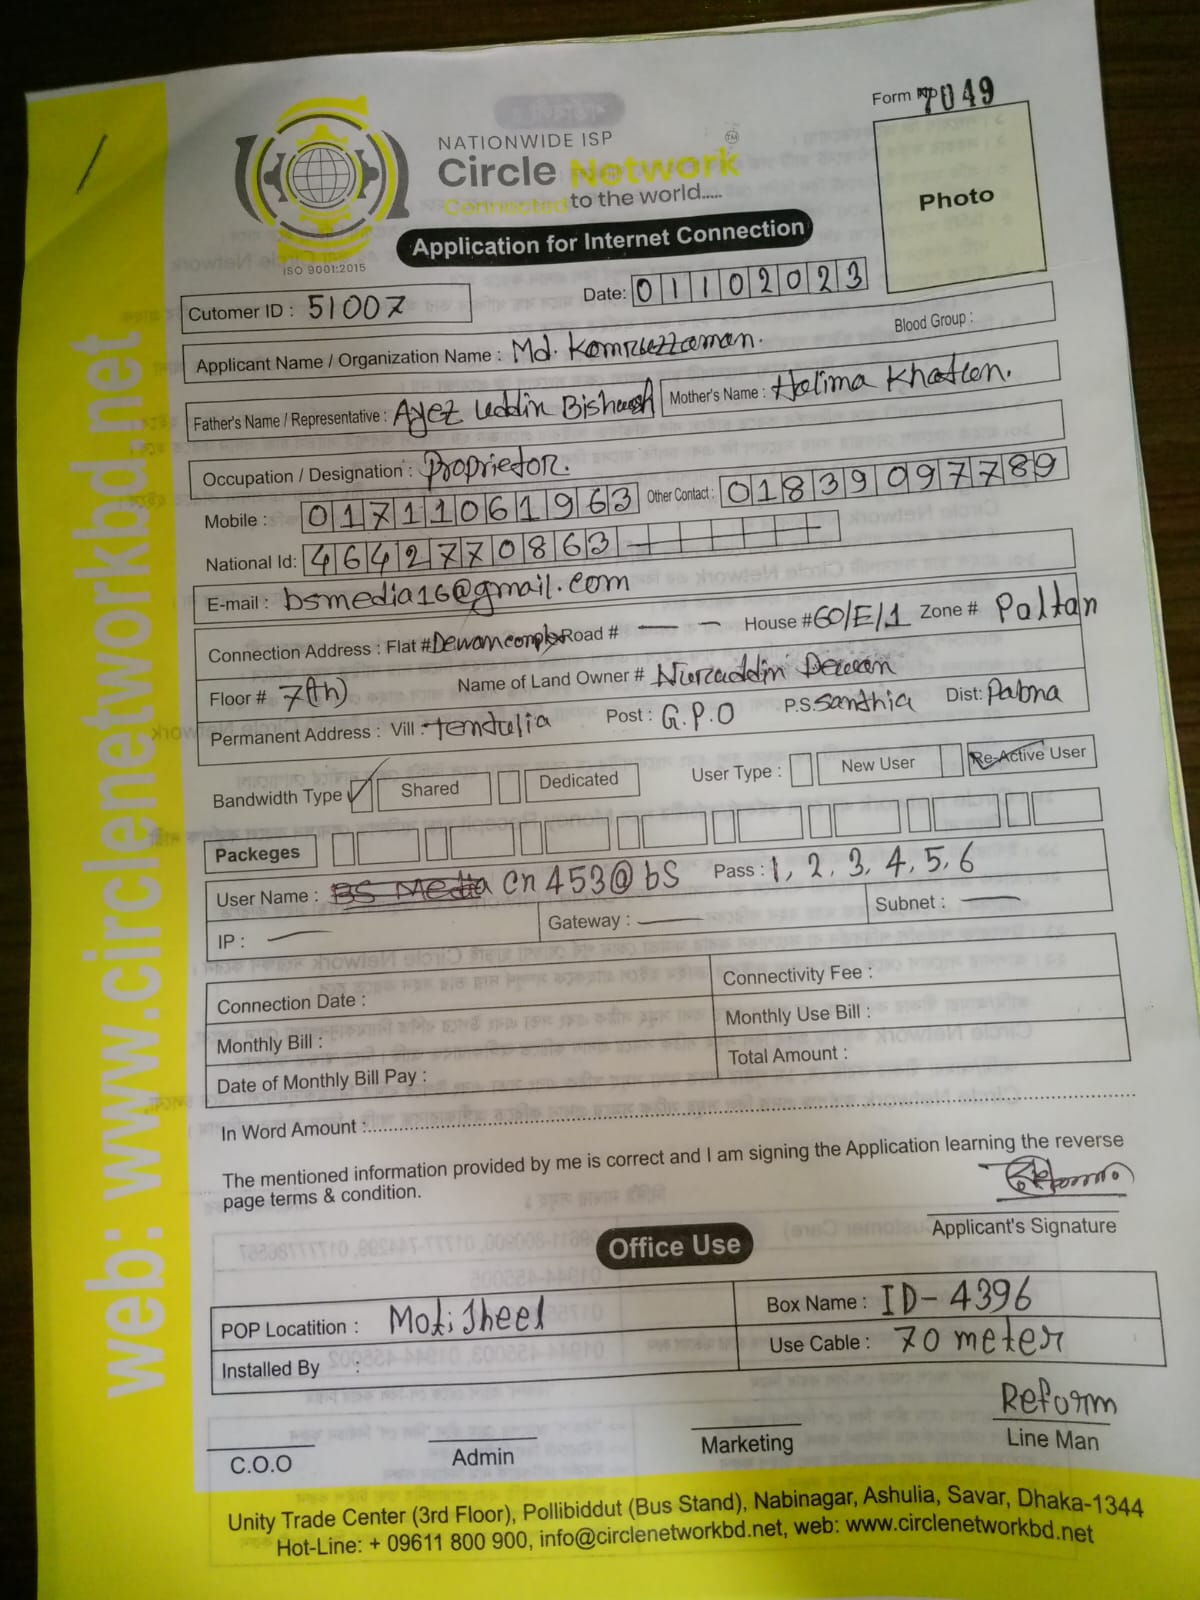 Form No 7049
NATIONWIDE ISP
Circle Network TM
Connected to the world.....
ISO 9001:2015
Application for Internet Connection
Photo
Cutomer ID : 51007
Date: 01102023
Applicant Name / Organization Name : Md. Kamruzzaman.
Blood Group :
Father's Name / Representative : Ayez Uddin Bishwash
Mother's Name : Halima Khatun.
Occupation / Designation : Proprietor.
Mobile : 01711061963 Other Contact : 01839097789
National Id: 4642770863
E-mail : bsmedia16@gmail.com
Connection Address : Flat # Dewan complex Road # — – House # 60/E/1 Zone # Paltan
Floor # 7(th) Name of Land Owner # Nuruddin Dewan
Permanent Address : Vill : Tentulia Post : G.P.O P.S. Santhia Dist: Pabna
Bandwidth Type ✓ Shared Dedicated User Type : New User Re-Active User
Packeges
User Name : BS Media cn453@bs Pass : 1, 2, 3, 4, 5, 6
IP : — Gateway : — Subnet : —
Connection Date : Connectivity Fee :
Monthly Bill : Monthly Use Bill :
Date of Monthly Bill Pay : Total Amount :
In Word Amount :
The mentioned information provided by me is correct and I am signing the Application learning the reverse
page terms & condition.
Applicant's Signature
Office Use
POP Locatition : Moti Jheel Box Name : ID-4396
Installed By : Use Cable : 70 meter
Reform
C.O.O Admin Marketing Line Man
Unity Trade Center (3rd Floor), Pollibiddut (Bus Stand), Nabinagar, Ashulia, Savar, Dhaka-1344
Hot-Line: + 09611 800 900, info@circlenetworkbd.net, web: www.circlenetworkbd.net
web: www.circlenetworkbd.net